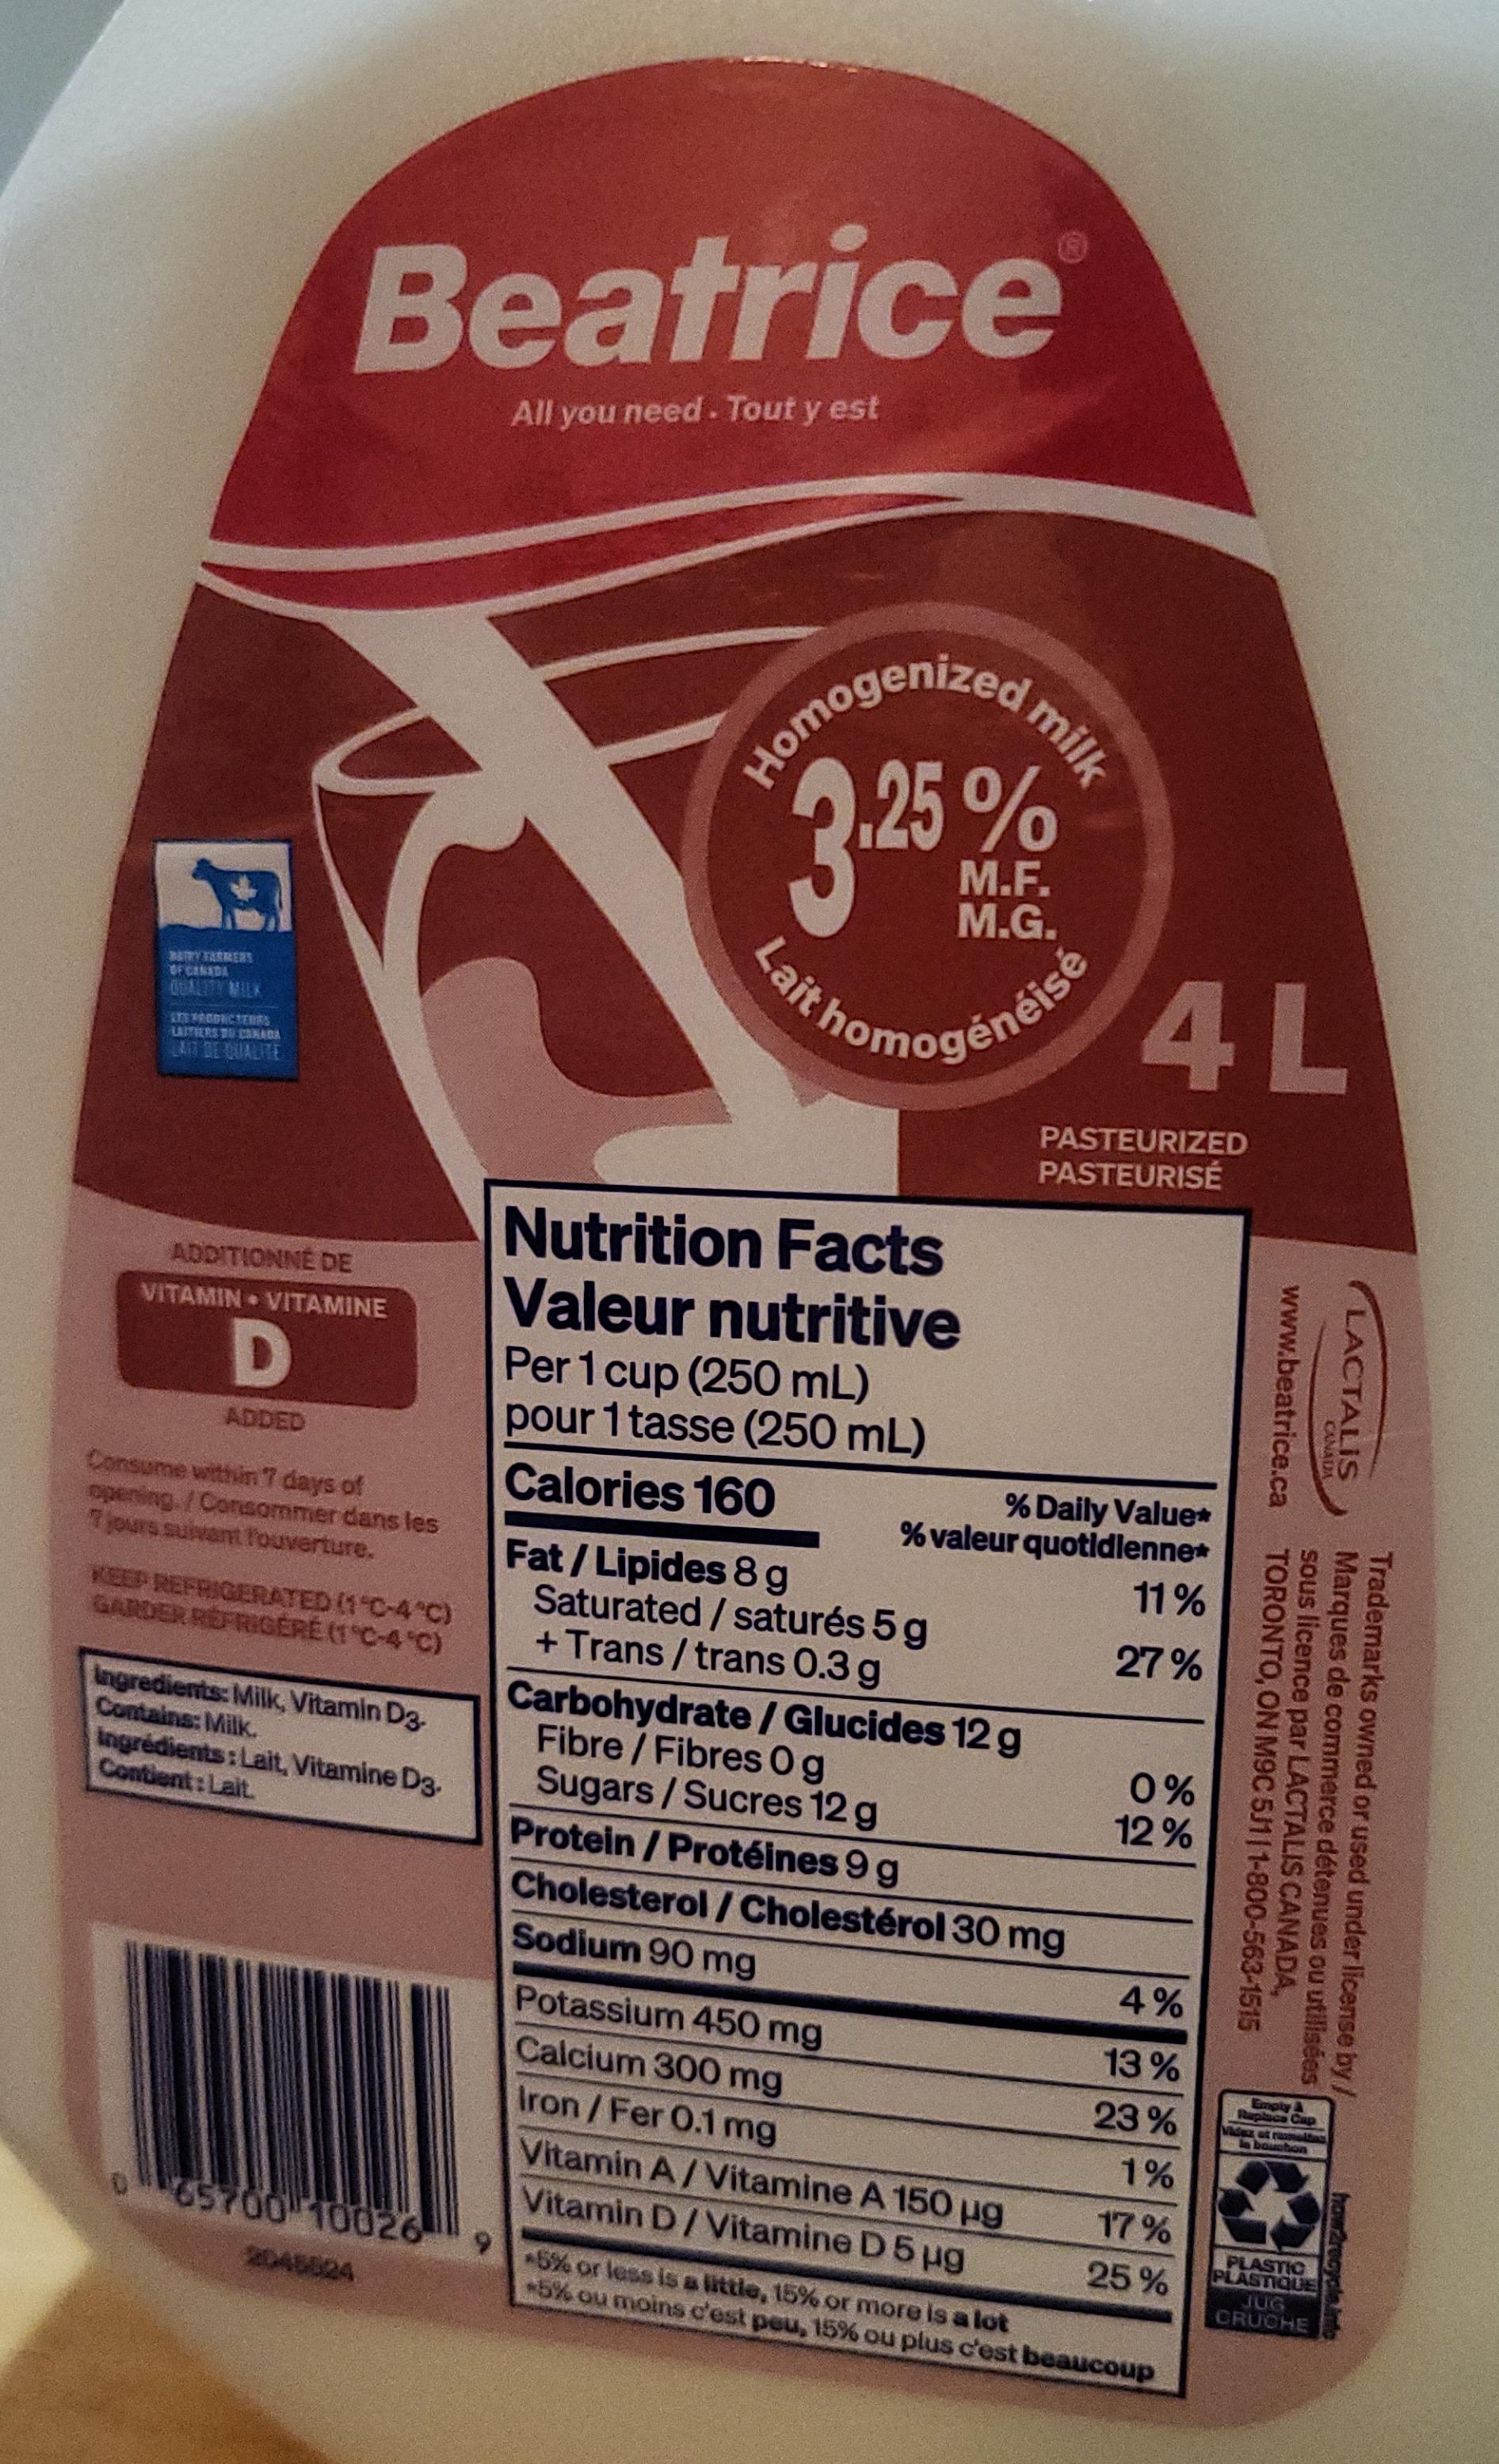 Beatrice®
All you need . Tout y est
Homogenized milk
3.25 %
M.F.
M.G.
Lait homogénéisé
4 L
PASTEURIZED
PASTEURISÉ
DAIRY FARMERS
OF CANADA
QUALITY MILK
LES PRODUCTEURS
LAITIERS DU CANADA
LAIT DE QUALITÉ
ADDITIONNÉ DE
VITAMIN • VITAMINE
D
ADDED
Consume within 7 days of
opening. / Consommer dans les
7 jours suivant l'ouverture.
KEEP REFRIGERATED (1 °C-4 °C)
GARDER RÉFRIGÉRÉ (1 °C-4 °C)
Ingredients: Milk, Vitamin D3.
Contains: Milk.
Ingrédients : Lait, Vitamine D3.
Contient : Lait.
0 65700 10026 9
2046624
Nutrition Facts
Valeur nutritive
Per 1 cup (250 mL)
pour 1 tasse (250 mL)
Calories 160 % Daily Value*
% valeur quotidienne*
Fat / Lipides 8 g 11 %
Saturated / saturés 5 g
+ Trans / trans 0.3 g 27 %
Carbohydrate / Glucides 12 g
Fibre / Fibres 0 g 0 %
Sugars / Sucres 12 g 12 %
Protein / Protéines 9 g
Cholesterol / Cholestérol 30 mg
Sodium 90 mg 4 %
Potassium 450 mg 13 %
Calcium 300 mg 23 %
Iron / Fer 0.1 mg 1 %
Vitamin A / Vitamine A 150 µg 17 %
Vitamin D / Vitamine D 5 µg 25 %
*5% or less is a little, 15% or more is a lot
*5% ou moins c'est peu, 15% ou plus c'est beaucoup
LACTALIS
CANADA
www.beatrice.ca
Trademarks owned or used under license by /
Marques de commerce détenues ou utilisées
sous licence par LACTALIS CANADA,
TORONTO, ON M9C 5J1 | 1-800-563-1515
Empty &
Replace Cap
Videz et remettez
le bouchon
PLASTIC
PLASTIQUE
JUG
CRUCHE
how2recycle.info